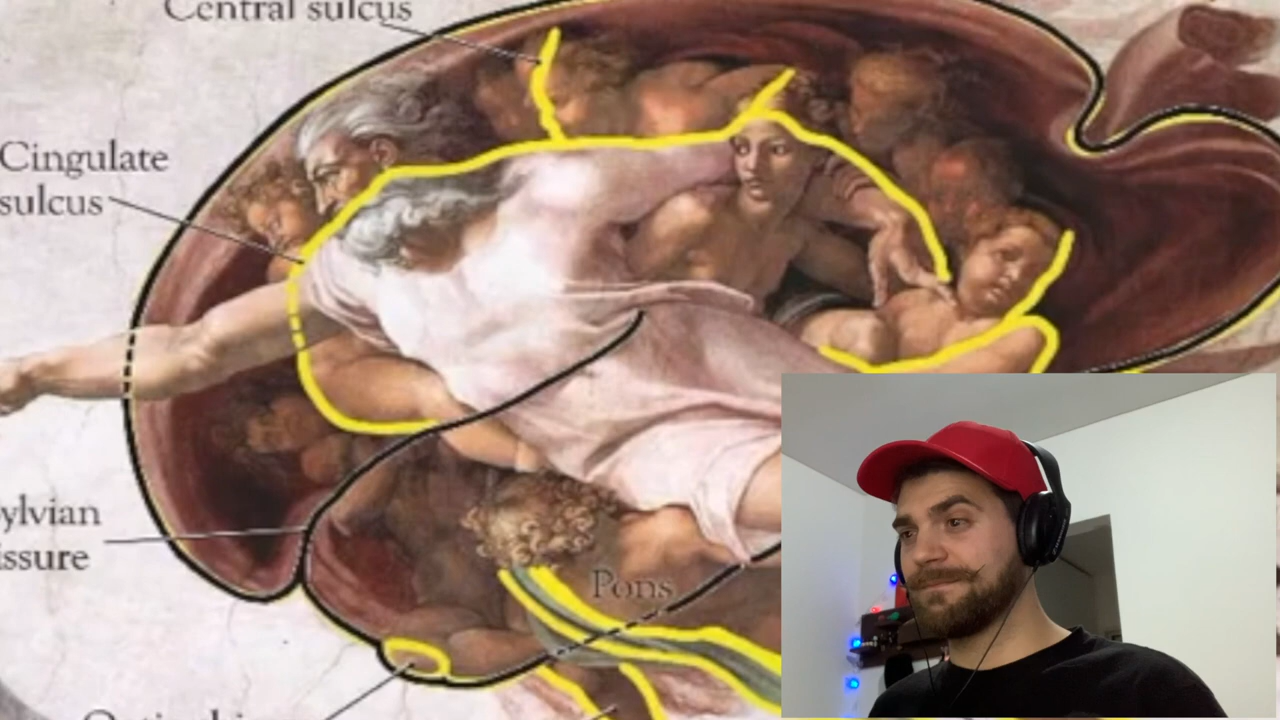 Central sulcus
Cingulate
sulcus
ylvian
issure
Pons